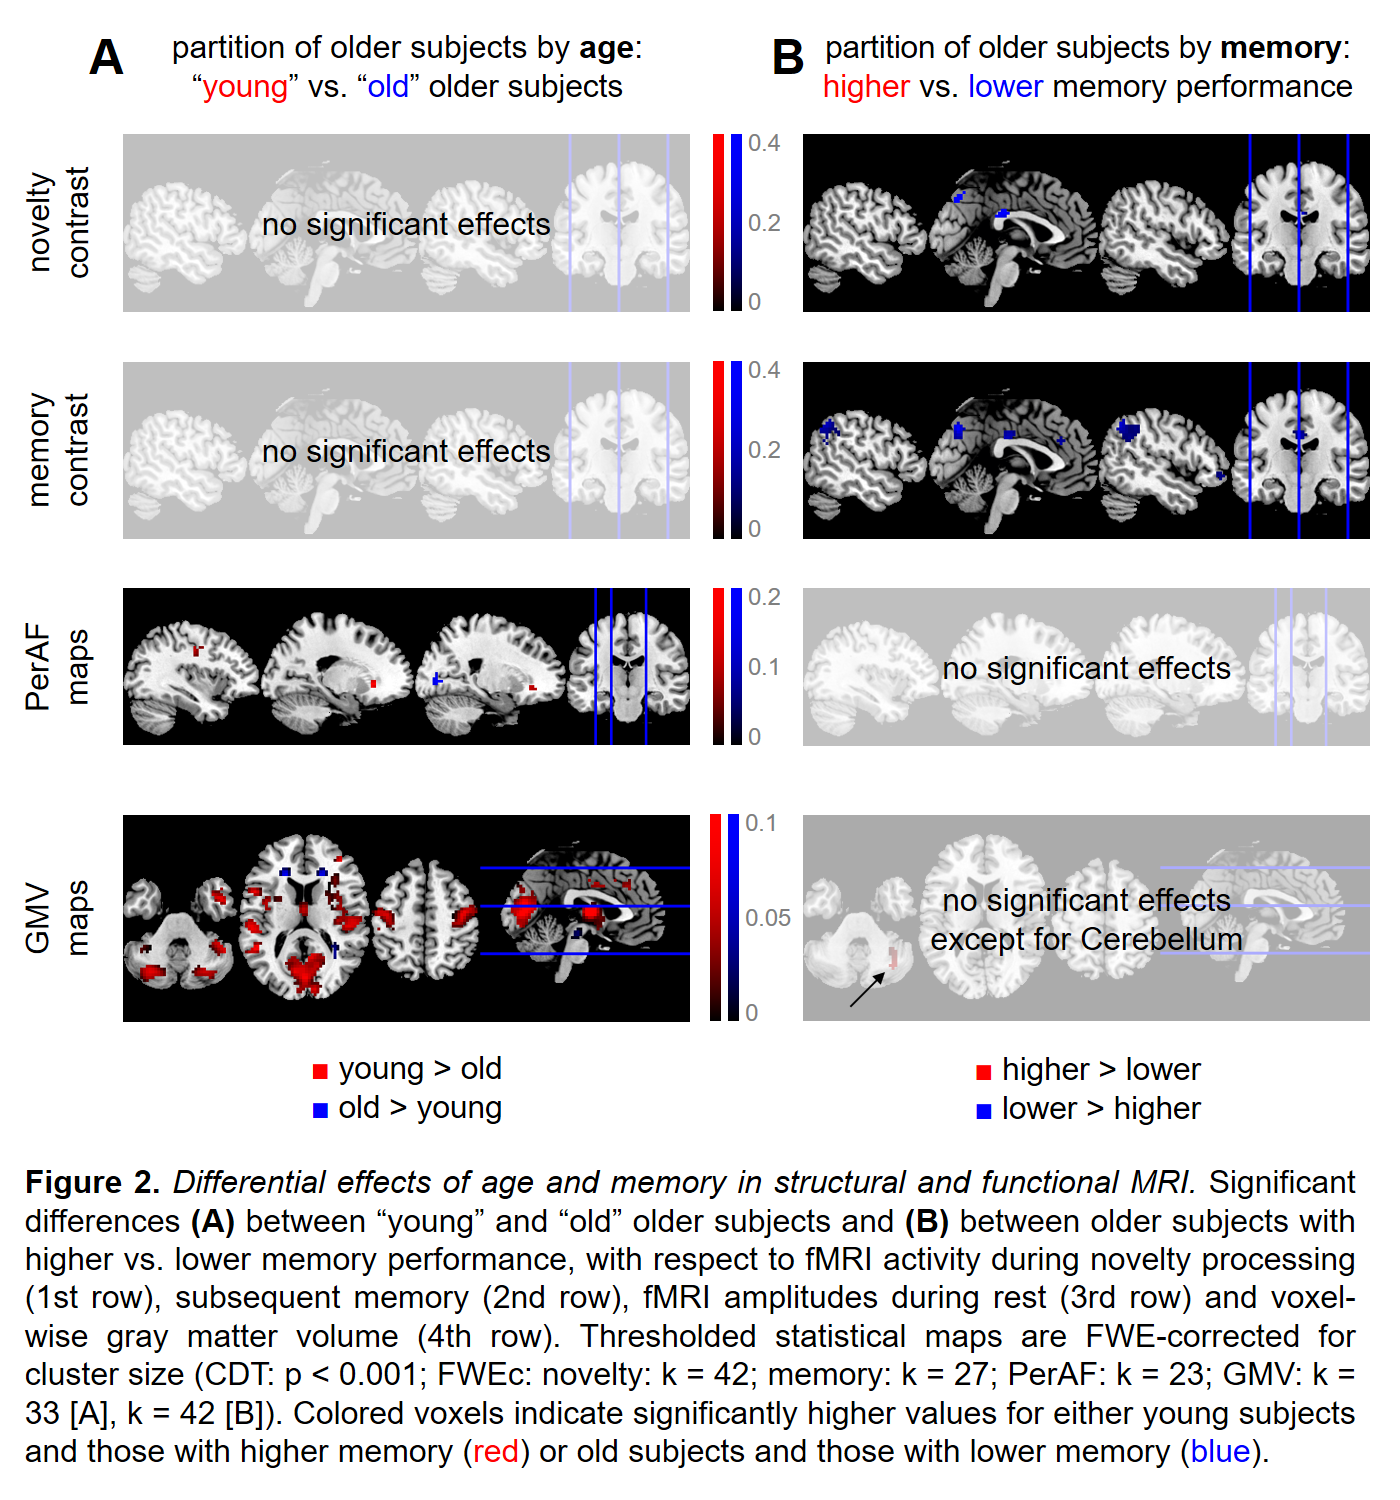 A
partition of older subjects by age:
“young” vs. “old” older subjects
B
partition of older subjects by memory:
higher vs. lower memory performance
novelty
contrast
no significant effects
0.4
0.2
0
memory
contrast
no significant effects
0.4
0.2
0
PerAF
maps
0.2
0.1
0
no significant effects
GMV
maps
0.1
0.05
0
no significant effects
except for Cerebellum
young > old
old > young
higher > lower
lower > higher
Figure 2. Differential effects of age and memory in structural and functional MRI. Significant
differences (A) between “young” and “old” older subjects and (B) between older subjects with
higher vs. lower memory performance, with respect to fMRI activity during novelty processing
(1st row), subsequent memory (2nd row), fMRI amplitudes during rest (3rd row) and voxel-
wise gray matter volume (4th row). Thresholded statistical maps are FWE-corrected for
cluster size (CDT: p < 0.001; FWEc: novelty: k = 42; memory: k = 27; PerAF: k = 23; GMV: k =
33 [A], k = 42 [B]). Colored voxels indicate significantly higher values for either young subjects
and those with higher memory (red) or old subjects and those with lower memory (blue).